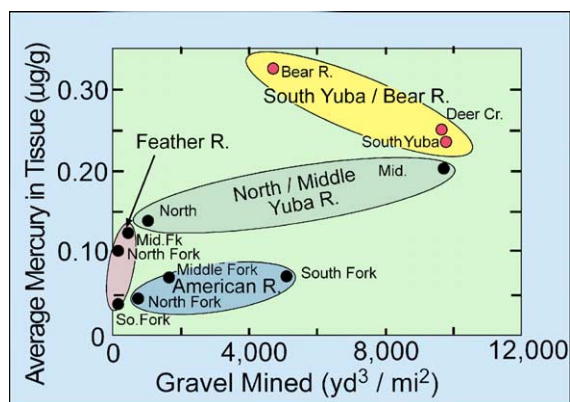 Average Mercury in Tissue (ug/g)
0.30
0.20
0.10
0
Bear R.
South Yuba / Bear R.
Deer Cr.
South Yuba
Feather R.
North / Middle
Yuba R.
Mid.
North
Mid.Fk
North Fork
So.Fork
Middle Fork
American R.
North Fork
South Fork
0
4,000
8,000
12,000
Gravel Mined (yd³ / mi²)